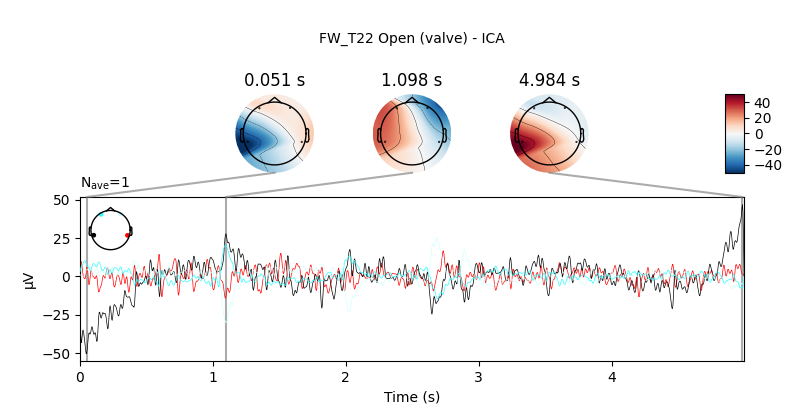 FW_T22 Open (valve) - ICA
0.051 s 1.098 s 4.984 s
40
20
0
−20
−40
Nave=1
50
25
0
−25
−50
µV
0 1 2 3 4
Time (s)